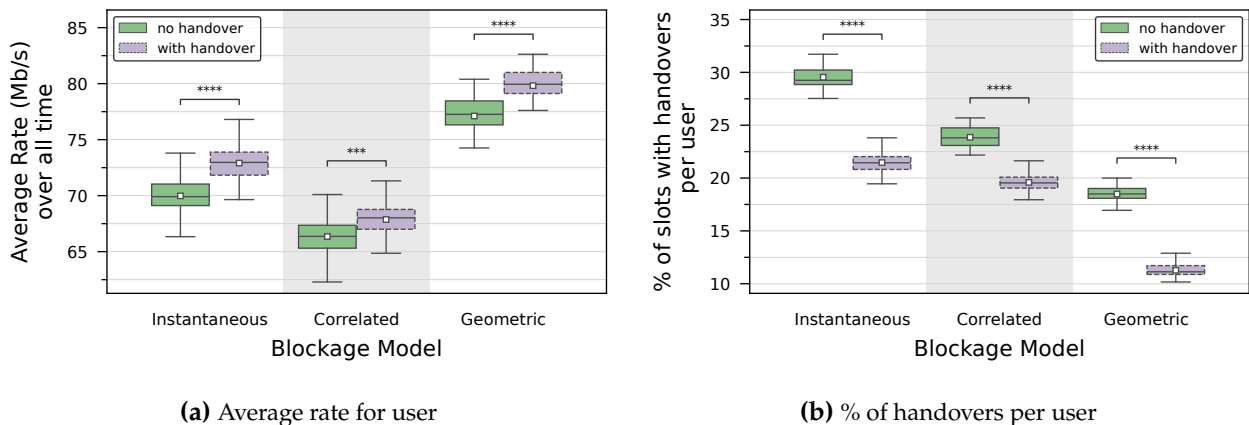 85
80
75
70
65
Average Rate (Mb/s)
over all time
no handover
with handover
****
***
****
Instantaneous
Correlated
Geometric
Blockage Model
(a) Average rate for user
35
30
25
20
15
10
% of slots with handovers
per user
no handover
with handover
****
****
****
Instantaneous
Correlated
Geometric
Blockage Model
(b) % of handovers per user